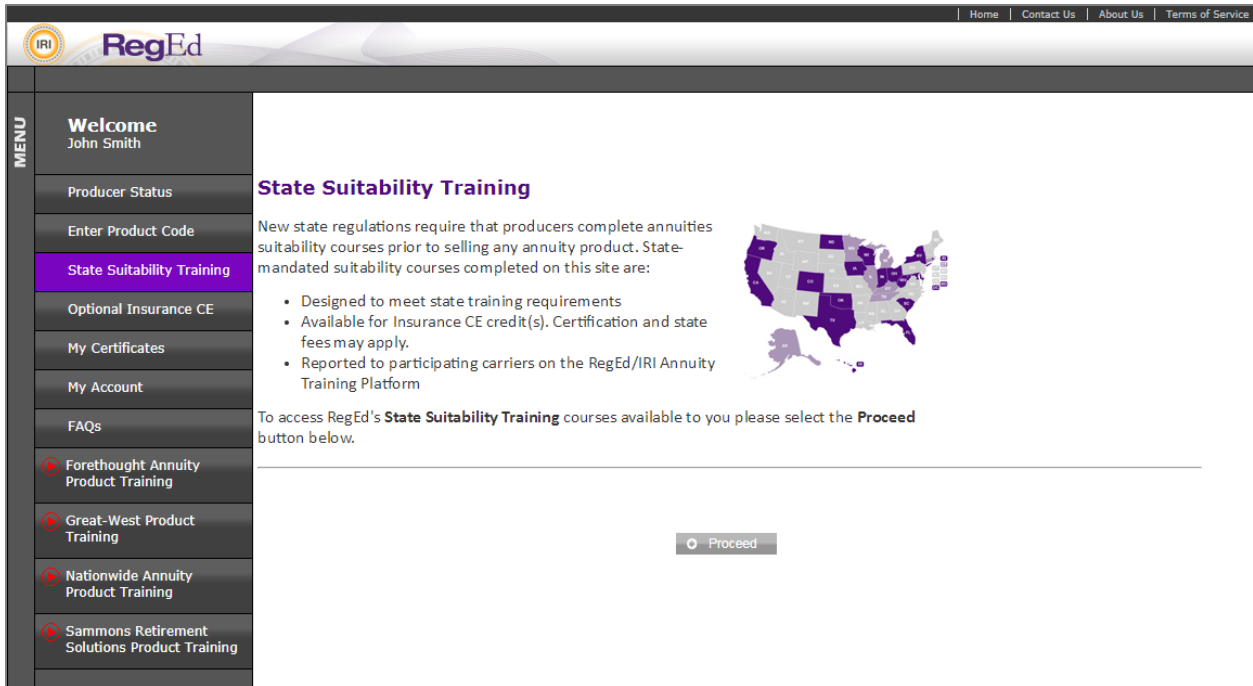 Home | Contact Us | About Us | Terms of Service
IRI RegEd
MENU
Welcome
John Smith
Producer Status
Enter Product Code
State Suitability Training
Optional Insurance CE
My Certificates
My Account
FAQs
Forethought Annuity
Product Training
Great-West Product
Training
Nationwide Annuity
Product Training
Sammons Retirement
Solutions Product Training
State Suitability Training
New state regulations require that producers complete annuities
suitability courses prior to selling any annuity product. State-
mandated suitability courses completed on this site are:
• Designed to meet state training requirements
• Available for Insurance CE credit(s). Certification and state
fees may apply.
• Reported to participating carriers on the RegEd/IRI Annuity
Training Platform
To access RegEd's State Suitability Training courses available to you please select the Proceed
button below.
Proceed